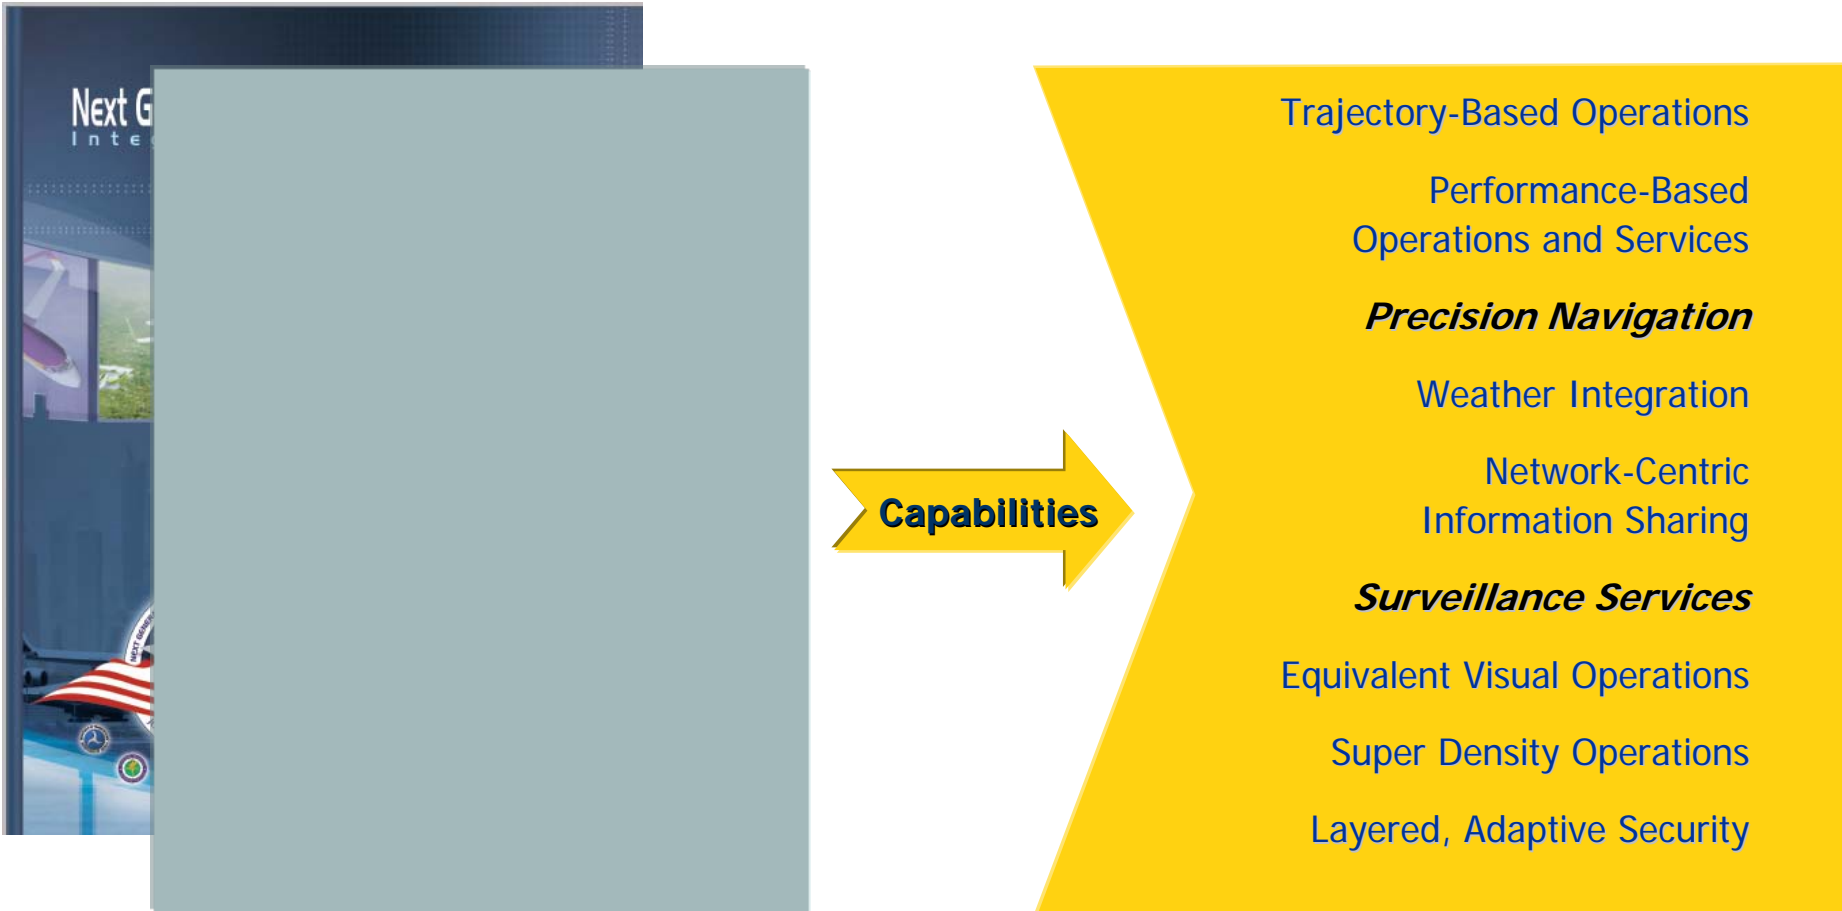 Next G
Inte
Capabilities
Trajectory-Based Operations
Performance-Based
Operations and Services
Precision Navigation
Weather Integration
Network-Centric
Information Sharing
Surveillance Services
Equivalent Visual Operations
Super Density Operations
Layered, Adaptive Security